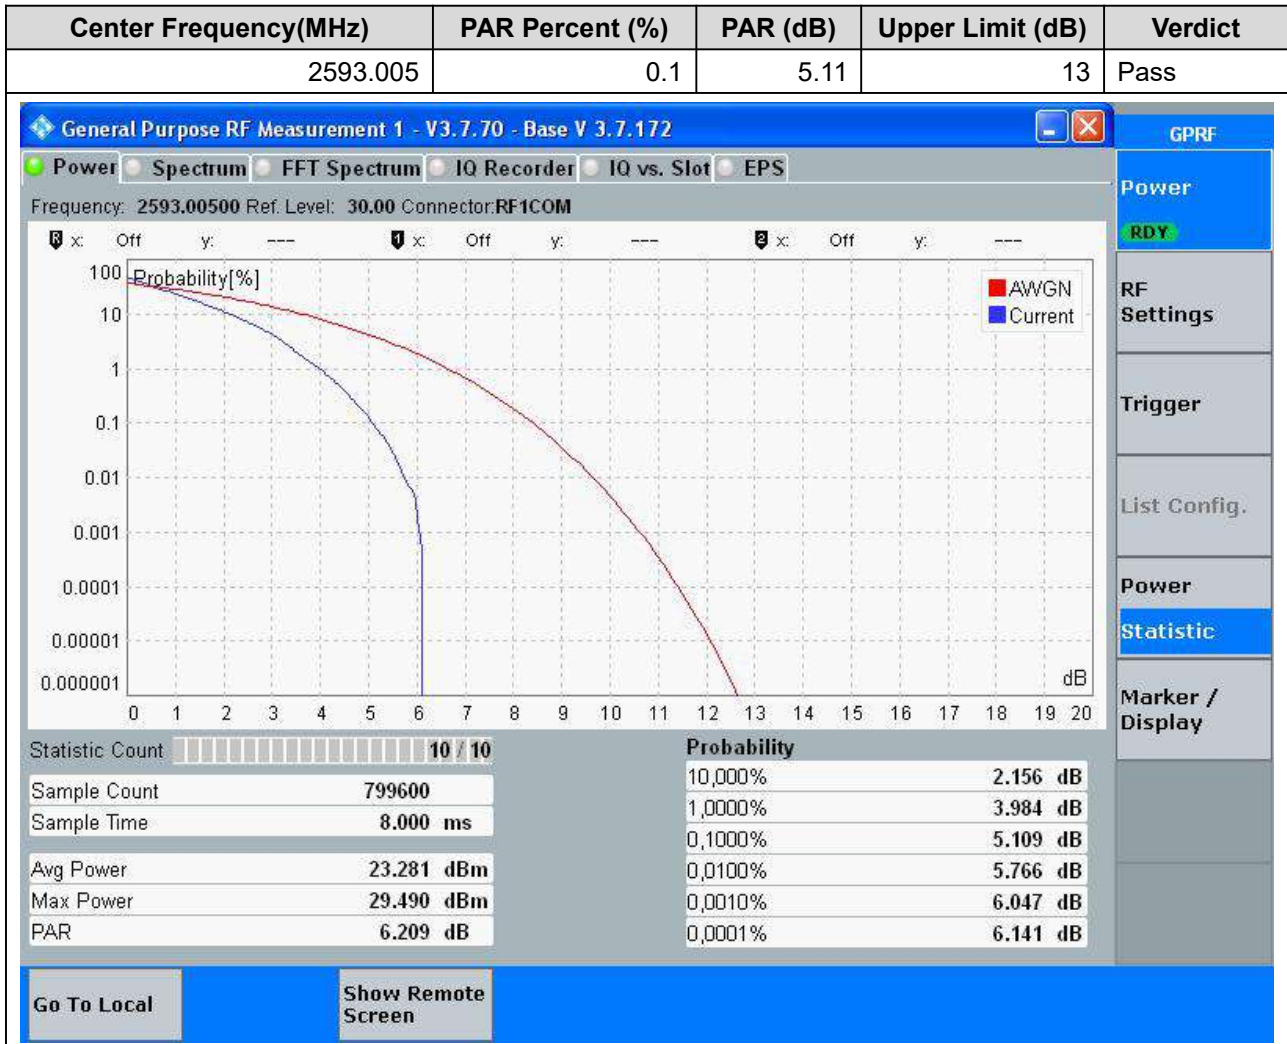 Center Frequency(MHz) PAR Percent (%) PAR (dB) Upper Limit (dB) Verdict
2593.005 0.1 5.11 13 Pass
General Purpose RF Measurement 1 - V3.7.70 - Base V 3.7.172
GPRF
Power Spectrum FFT Spectrum IQ Recorder IQ vs. Slot EPS
Frequency: 2593.00500 Ref. Level: 30.00 Connector:RF1COM
R x: Off y: --- 1 x: Off y: --- 2 x: Off y: ---
Probability[%]
AWGN
Current
100
10
1
0.1
0.01
0.001
0.0001
0.00001
0.000001
dB
0 1 2 3 4 5 6 7 8 9 10 11 12 13 14 15 16 17 18 19 20
Statistic Count 10 / 10
Sample Count 799600
Sample Time 8.000 ms
Avg Power 23.281 dBm
Max Power 29.490 dBm
PAR 6.209 dB
Probability
10,000% 2.156 dB
1,0000% 3.984 dB
0,1000% 5.109 dB
0,0100% 5.766 dB
0,0010% 6.047 dB
0,0001% 6.141 dB
Power
RDY
RF
Settings
Trigger
List Config.
Power
Statistic
Marker /
Display
Go To Local
Show Remote
Screen